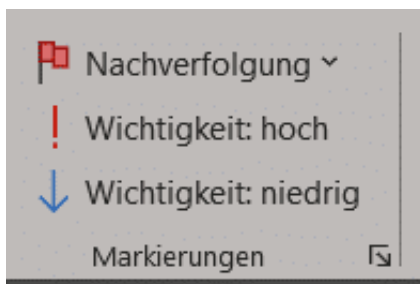 Nachverfolgung
Wichtigkeit: hoch
Wichtigkeit: niedrig
Markierungen